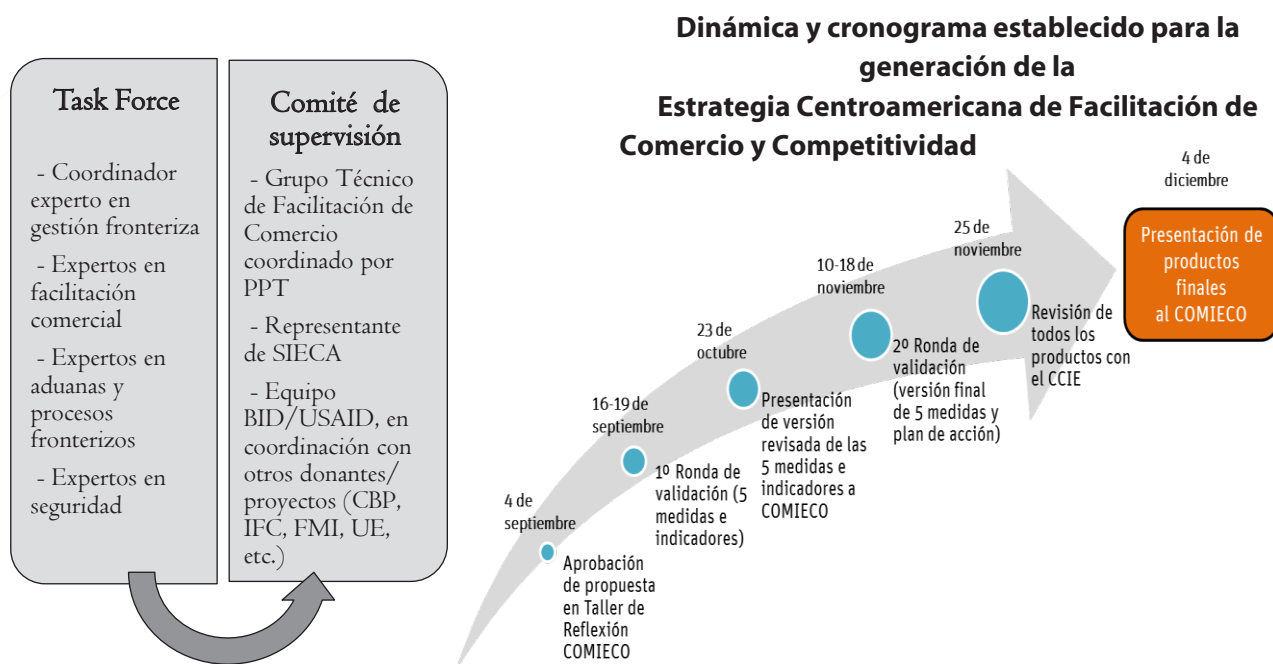 Dinámica y cronograma establecido para la
generación de la
Estrategia Centroamericana de Facilitación de
Comercio y Competitividad
Task Force
- Coordinador
experto en
gestión fronteriza
- Expertos en
facilitación
comercial
- Expertos en
aduanas y
procesos
fronterizos
- Expertos en
seguridad
Comité de
supervisión
- Grupo Técnico
de Facilitación de
Comercio
coordinado por
PPT
- Representante
de SIECA
- Equipo
BID/USAID, en
coordinación con
otros donantes/
proyectos (CBP,
IFC, FMI, UE,
etc.)
4 de
septiembre
Aprobación
de propuesta
en Taller de
Reflexión
COMIECO
16-19 de
septiembre
1º Ronda de
validación (5
medidas e
indicadores)
23 de
octubre
Presentación
de versión
revisada de las
5 medidas e
indicadores a
COMIECO
10-18 de
noviembre
2º Ronda de
validación
(versión final
de 5 medidas y
plan de acción)
25 de
noviembre
Revisión de
todos los
productos con
el CCIE
4 de
diciembre
Presentación de
productos
finales
al COMIECO